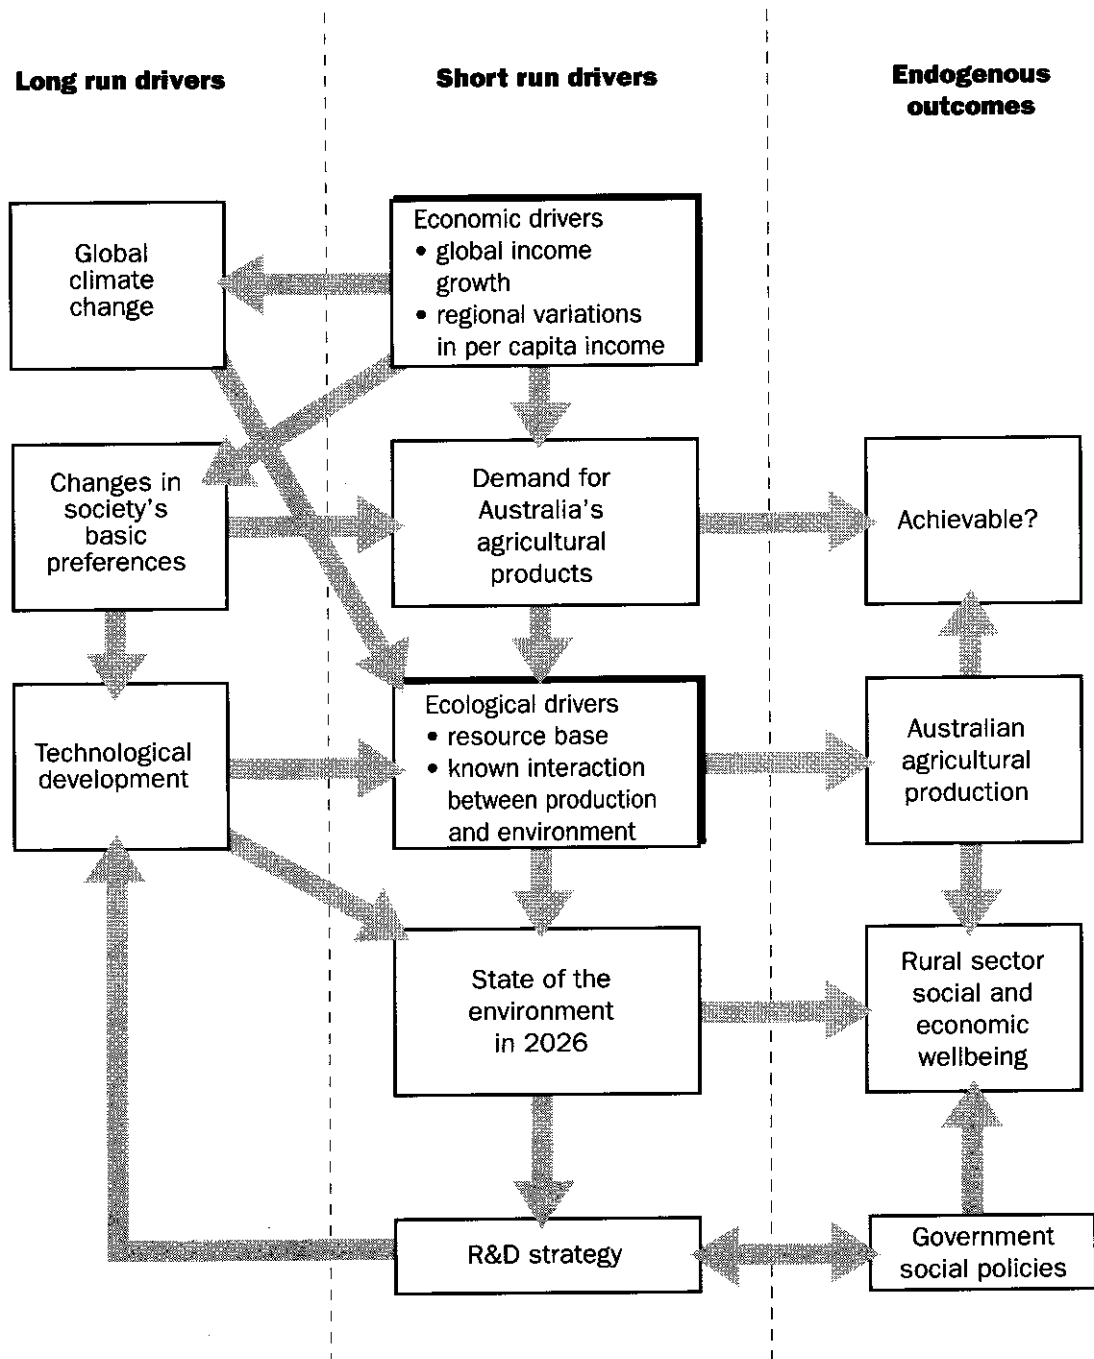 Long run drivers
Short run drivers
Endogenous
outcomes
Global
climate
change
Economic drivers
• global income
growth
• regional variations
in per capita income
Changes in
society's
basic
preferences
Demand for
Australia's
agricultural
products
Achievable?
Technological
development
Ecological drivers
• resource base
• known interaction
between production
and environment
Australian
agricultural
production
State of the
environment
in 2026
Rural sector
social and
economic
wellbeing
R&D strategy
Government
social policies